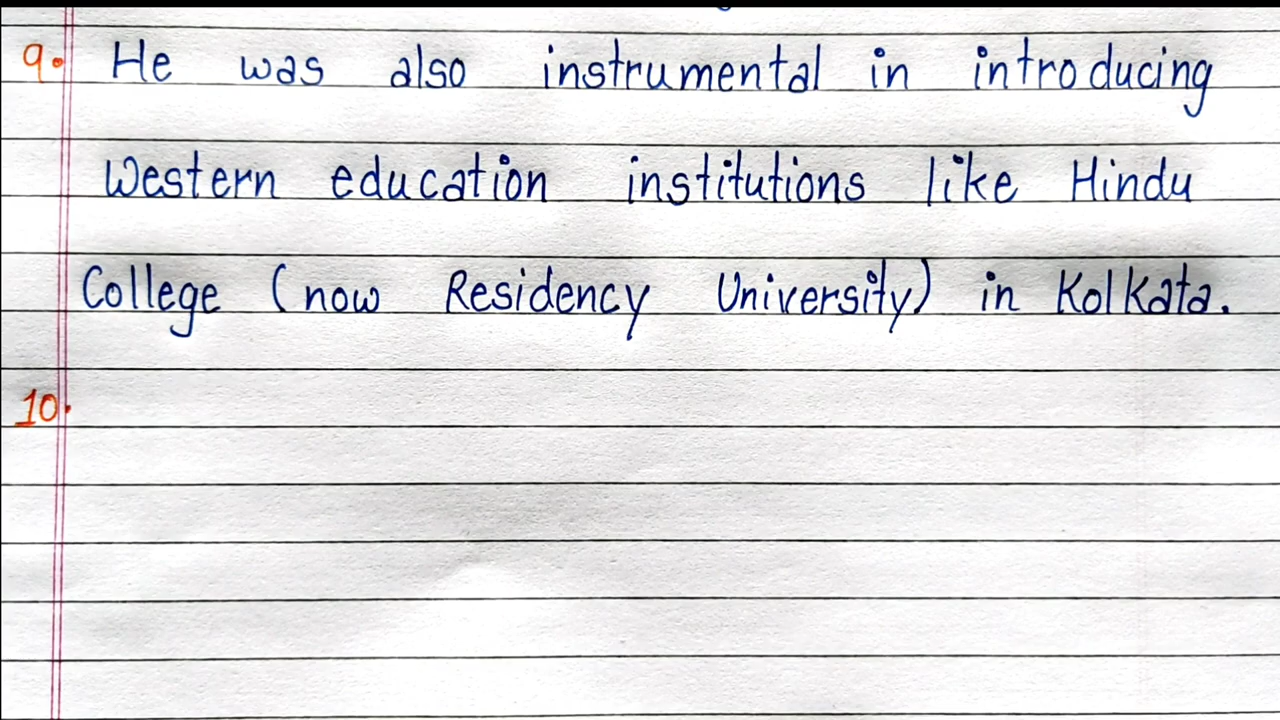 9. He was also instrumental in introducing
Western education institutions like Hindu
College (now Residency University) in Kolkata.
10.